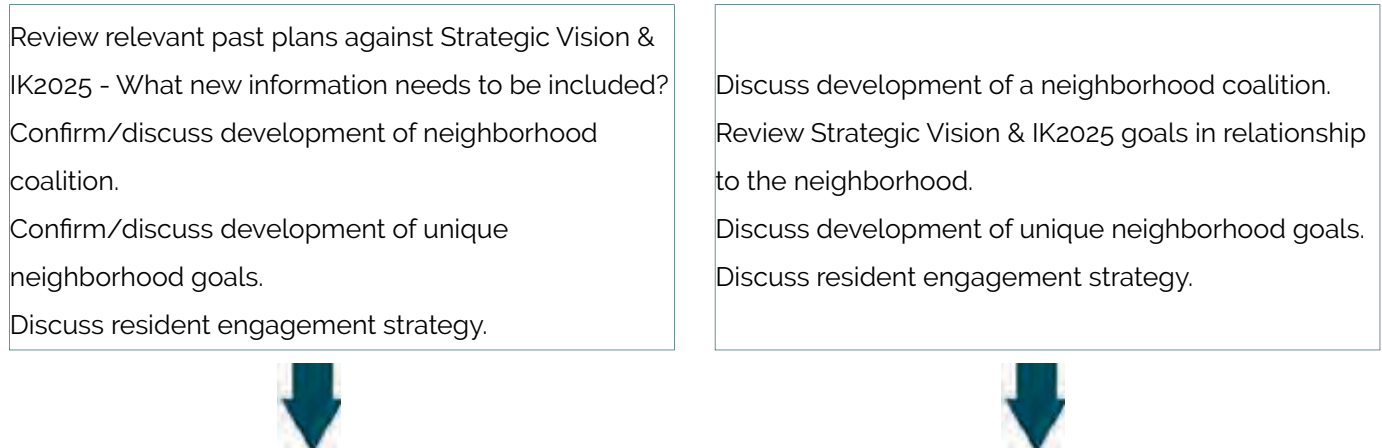 Review relevant past plans against Strategic Vision &
IK2025 - What new information needs to be included?
Confirm/discuss development of neighborhood
coalition.
Confirm/discuss development of unique
neighborhood goals.
Discuss resident engagement strategy.
Discuss development of a neighborhood coalition.
Review Strategic Vision & IK2025 goals in relationship
to the neighborhood.
Discuss development of unique neighborhood goals.
Discuss resident engagement strategy.